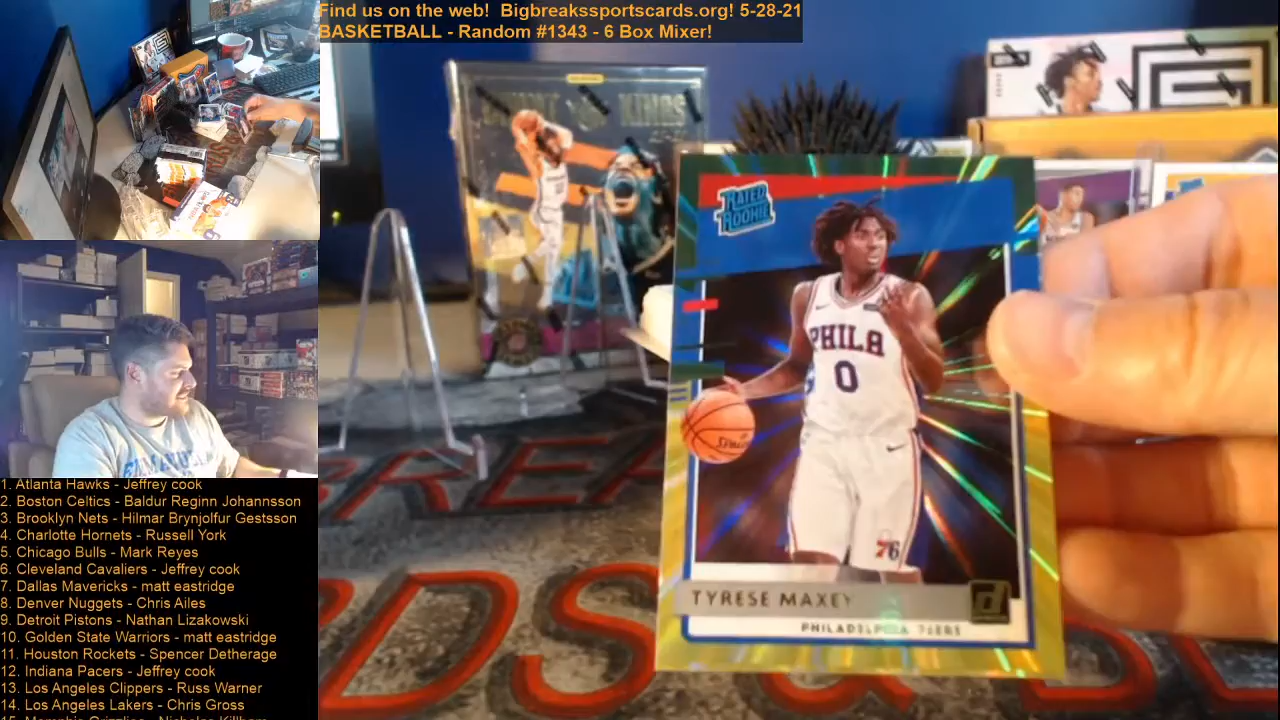 Find us on the web!  Bigbreakssportscards.org! 5-28-21
BASKETBALL - Random #1343 - 6 Box Mixer!
KINGS
RATED
ROOKIE
PHILA
0
SPALDING
76
TYRESE MAXEY
PHILADELPHIA 76ERS
1. Atlanta Hawks - Jeffrey cook
2. Boston Celtics - Baldur Reginn Johannsson
3. Brooklyn Nets - Hilmar Brynjolfur Gestsson
4. Charlotte Hornets - Russell York
5. Chicago Bulls - Mark Reyes
6. Cleveland Cavaliers - Jeffrey cook
7. Dallas Mavericks - matt eastridge
8. Denver Nuggets - Chris Ailes
9. Detroit Pistons - Nathan Lizakowski
10. Golden State Warriors - matt eastridge
11. Houston Rockets - Spencer Detherage
12. Indiana Pacers - Jeffrey cook
13. Los Angeles Clippers - Russ Warner
14. Los Angeles Lakers - Chris Gross
15. Memphis Grizzlies - Nicholas Killham